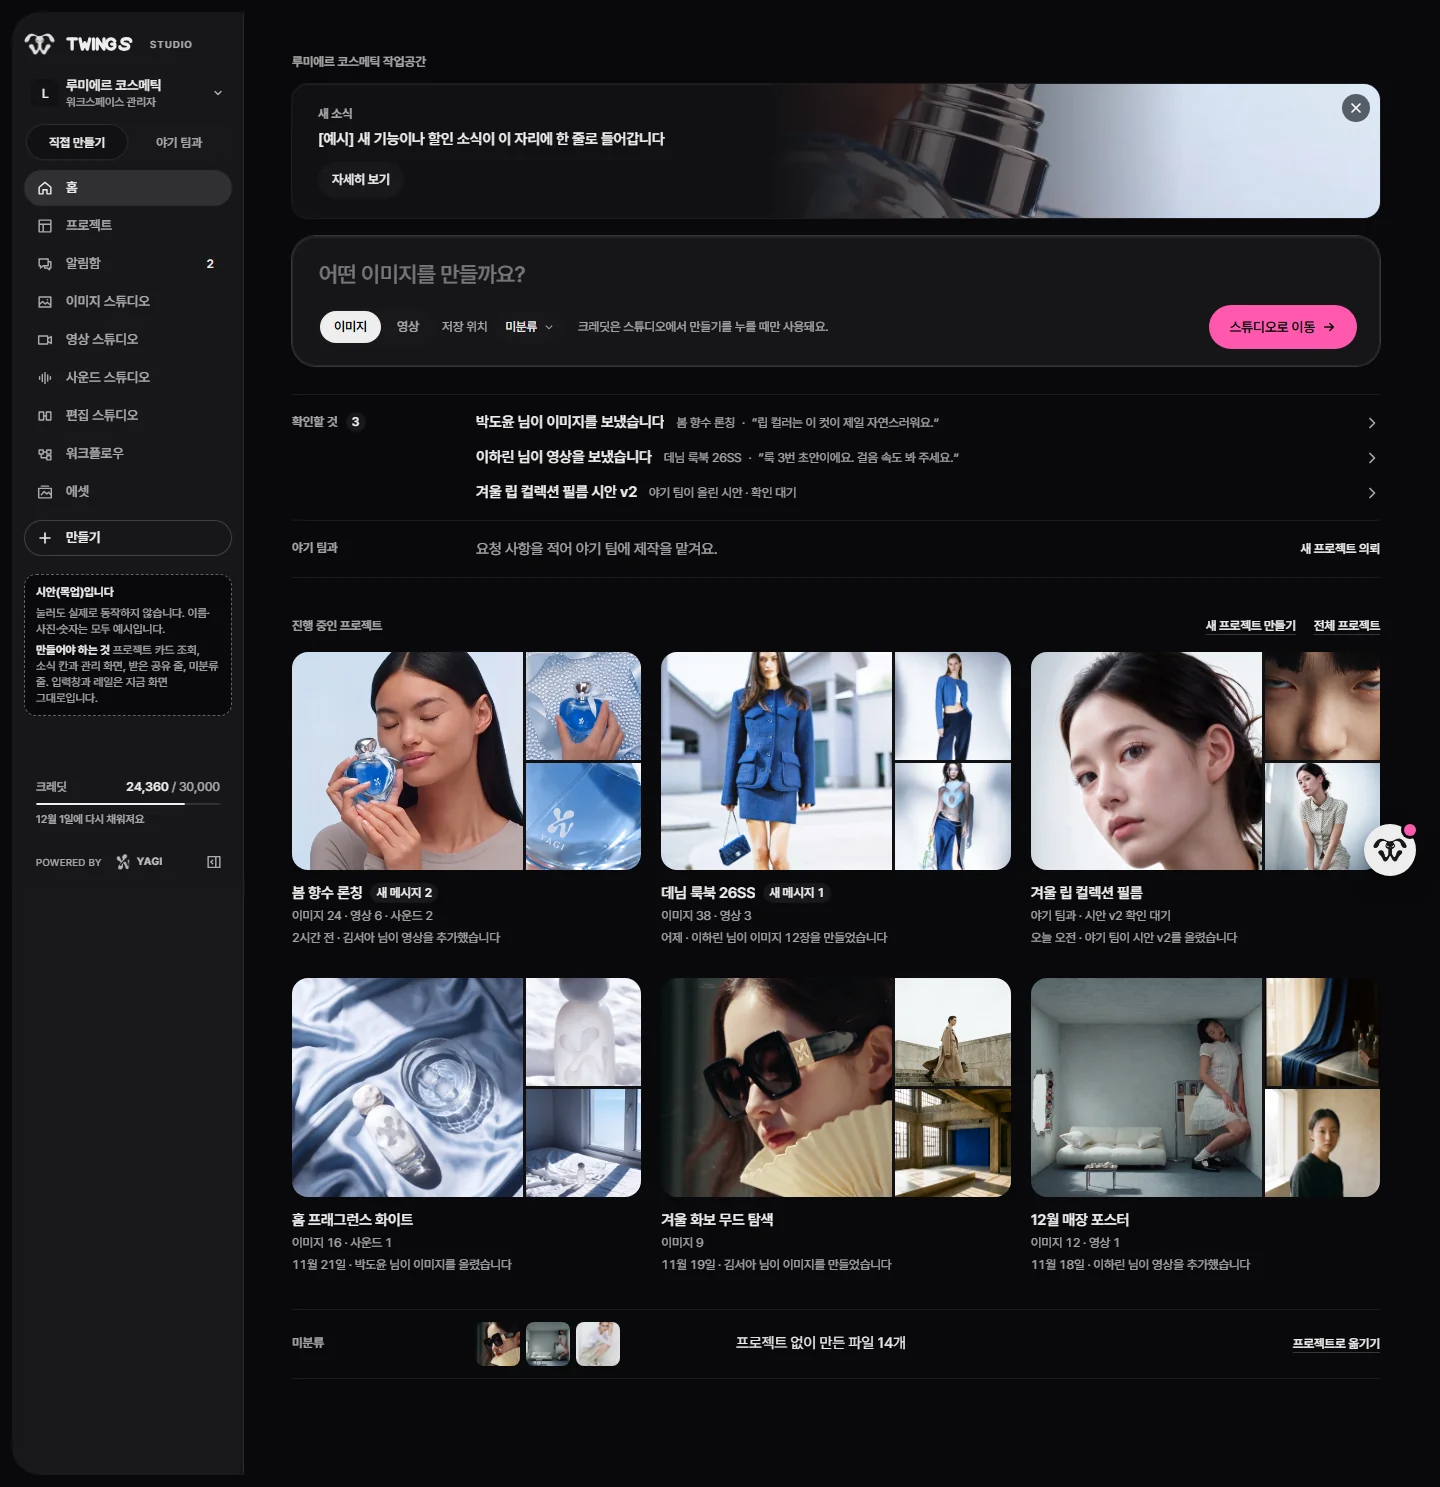 TWINGS STUDIO
L
루미에르 코스메틱
워크스페이스 관리자
직접 만들기
야기 팀과
홈
프로젝트
알림함 2
이미지 스튜디오
영상 스튜디오
사운드 스튜디오
편집 스튜디오
워크플로우
에셋
만들기
시안(목업)입니다
눌러도 실제로 동작하지 않습니다. 이름·
사진·숫자는 모두 예시입니다.
만들어야 하는 것 프로젝트 카드 조회,
소식 칸과 관리 화면, 받은 공유 줄, 미분류
줄. 입력창과 레일은 지금 화면
그대로입니다.
크레딧 24,360 / 30,000
12월 1일에 다시 채워져요
POWERED BY YAGI
루미에르 코스메틱 작업공간
새 소식
[예시] 새 기능이나 할인 소식이 이 자리에 한 줄로 들어갑니다
자세히 보기
어떤 이미지를 만들까요?
이미지 영상 저장 위치 미분류 크레딧은 스튜디오에서 만들기를 누를 때만 사용돼요.
스튜디오로 이동
확인할 것 3
박도윤 님이 이미지를 보냈습니다 봄 향수 론칭 · "립 컬러는 이 컷이 제일 자연스러워요."
이하린 님이 영상을 보냈습니다 데님 룩북 26SS · "룩 3번 초안이에요. 걸음 속도 봐 주세요."
겨울 립 컬렉션 필름 시안 v2 야기 팀이 올린 시안 · 확인 대기
야기 팀과 요청 사항을 적어 야기 팀에 제작을 맡겨요. 새 프로젝트 의뢰
진행 중인 프로젝트 새 프로젝트 만들기 전체 프로젝트
YAGI
봄 향수 론칭 새 메시지 2
이미지 24 · 영상 6 · 사운드 2
2시간 전 · 김서아 님이 영상을 추가했습니다
데님 룩북 26SS 새 메시지 1
이미지 38 · 영상 3
어제 · 이하린 님이 이미지 12장을 만들었습니다
겨울 립 컬렉션 필름
야기 팀과 · 시안 v2 확인 대기
오늘 오전 · 야기 팀이 시안 v2를 올렸습니다
홈 프래그런스 화이트
이미지 16 · 사운드 1
11월 21일 · 박도윤 님이 이미지를 올렸습니다
겨울 화보 무드 탐색
이미지 9
11월 19일 · 김서아 님이 이미지를 만들었습니다
12월 매장 포스터
이미지 12 · 영상 1
11월 18일 · 이하린 님이 영상을 추가했습니다
미분류 프로젝트 없이 만든 파일 14개 프로젝트로 옮기기